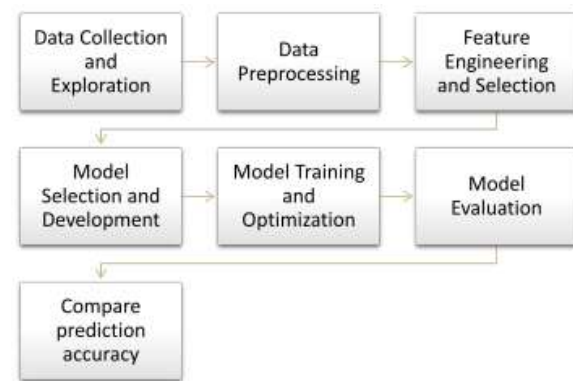 Data Collection
and
Exploration
Data
Preprocessing
Feature
Engineering
and Selection
Model
Selection and
Development
Model Training
and
Optimization
Model
Evaluation
Compare
prediction
accuracy